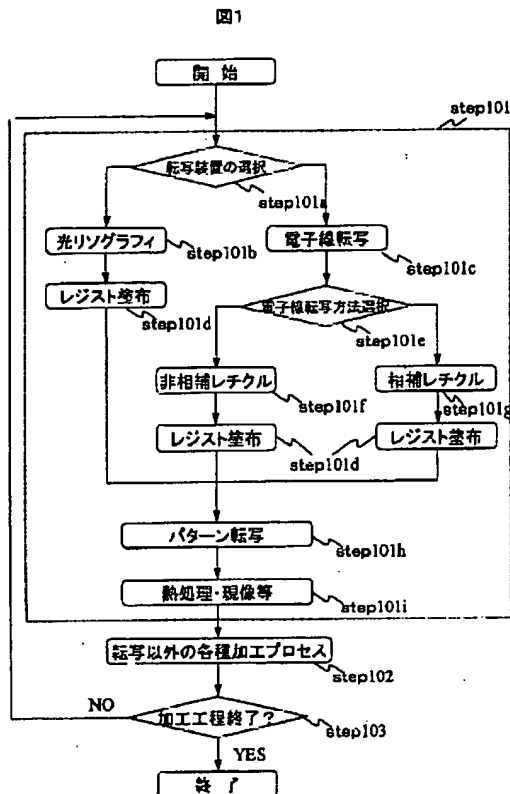 図1
開 始
step101
転写装置の選択
step101a
光リソグラフィ
step101b
電子線転写
step101c
レジスト塗布
step101d
電子線転写方法選択
step101e
非相補レチクル
step101f
相補レチクル
step101g
レジスト塗布
step101d
レジスト塗布
パターン転写
step101h
熱処理・現像等
step101i
転写以外の各種加工プロセス
step102
NO
加工工程終了?
step103
YES
終 了